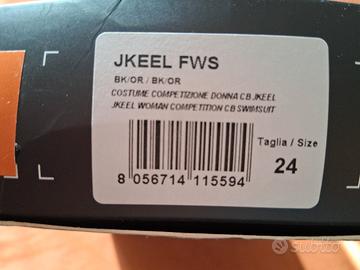 JKEEL FWS
BK/OR / BK/OR
COSTUME COMPETIZIONE DONNA CB JKEEL
JKEEL WOMAN COMPETITION CB SWIMSUIT
Taglia / Size
24
8 056714 115594
Subito